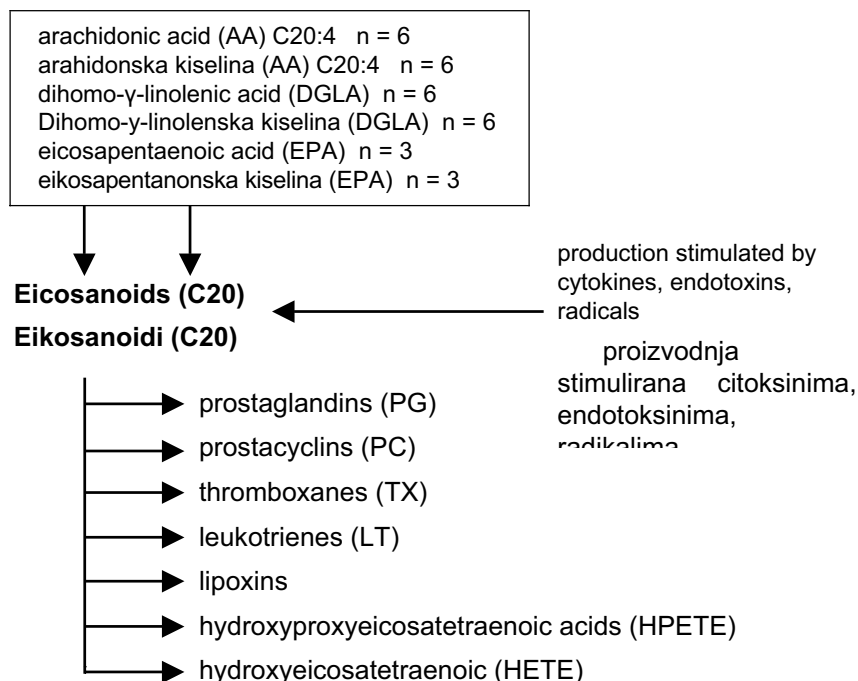 arachidonic acid (AA) C20:4 n = 6
arahidonska kiselina (AA) C20:4 n = 6
dihomo-γ-linolenic acid (DGLA) n = 6
Dihomo-y-linolenska kiselina (DGLA) n = 6
eicosapentaenoic acid (EPA) n = 3
eikosapentanonska kiselina (EPA) n = 3
Eicosanoids (C20)
Eikosanoidi (C20)
production stimulated by
cytokines, endotoxins,
radicals
proizvodnja
stimulirana citoksinima,
endotoksinima,
radikalima
prostaglandins (PG)
prostacyclins (PC)
thromboxanes (TX)
leukotrienes (LT)
lipoxins
hydroxyproxyeicosatetraenoic acids (HPETE)
hydroxyeicosatetraenoic (HETE)